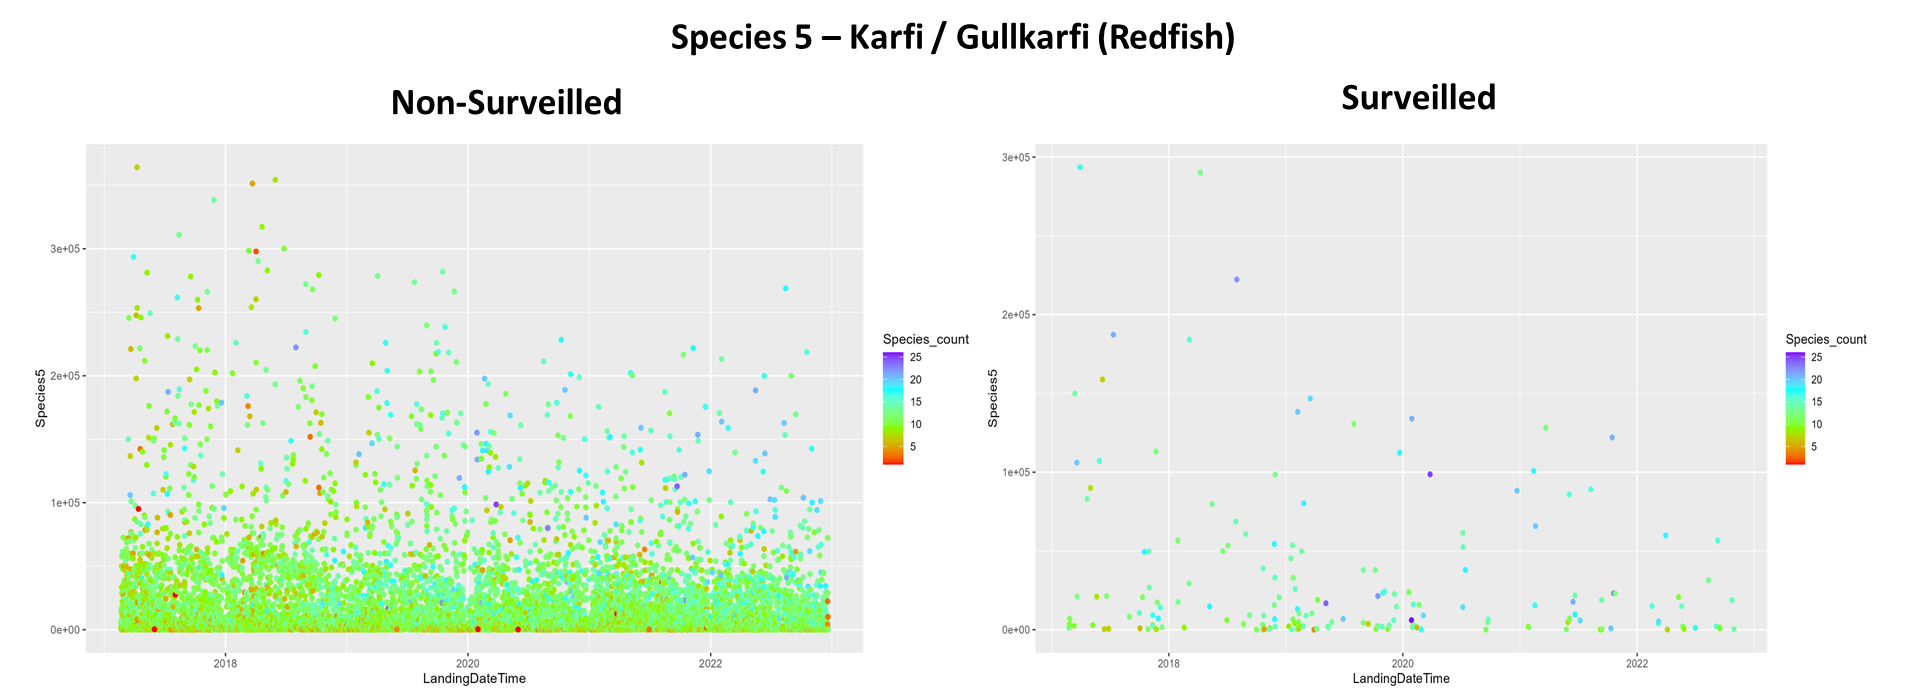 Species 5 – Karfi / Gullkarfi (Redfish)
Non-Surveilled
Surveilled
Species5
3e+05
2e+05
1e+05
0e+00
2018
2020
2022
LandingDateTime
Species_count
25
20
15
10
5
Species5
3e+05
2e+05
1e+05
0e+00
2018
2020
2022
LandingDateTime
Species_count
25
20
15
10
5